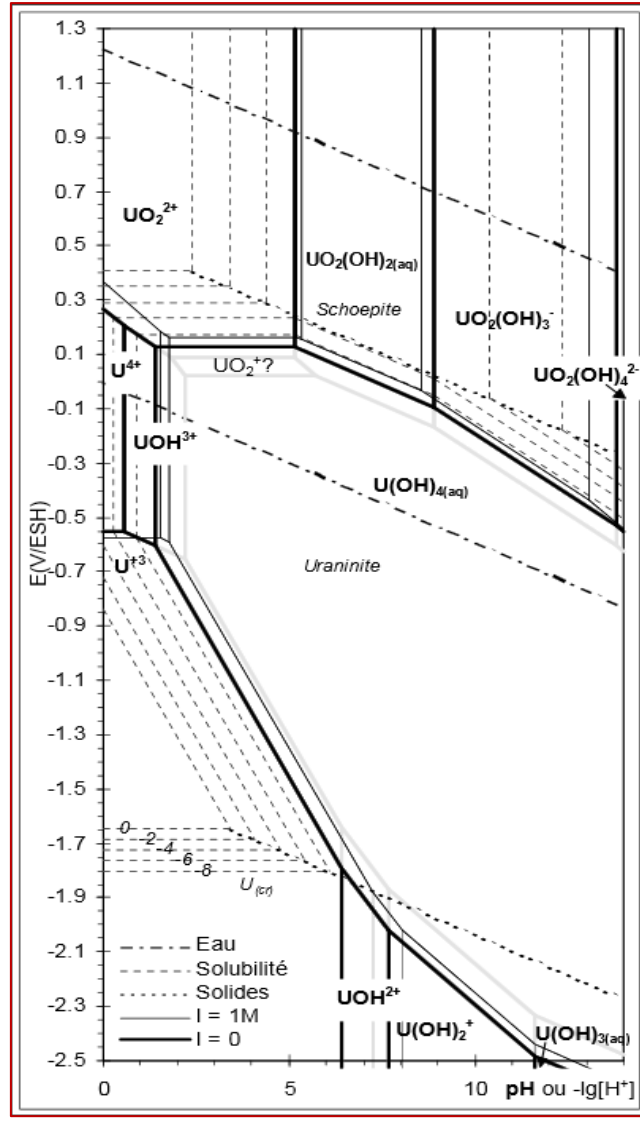 1.3
1.1
0.9
0.7
0.5
0.3
0.1
-0.1
-0.3
-0.5
-0.7
-0.9
-1.1
-1.3
-1.5
-1.7
-1.9
-2.1
-2.3
-2.5
E(V/ESH)
UO₂²⁺
UO₂(OH)₂(aq)
Schoepite
UO₂(OH)₃⁻
UO₂⁺?
UO₂(OH)₄²⁻
U⁴⁺
UOH³⁺
U(OH)₄(aq)
U⁺³
Uraninite
0
-2
-4
-6
-8
U(cr)
Eau
Solubilité
Solides
I = 1M
I = 0
UOH²⁺
U(OH)₂⁺
U(OH)₃(aq)
0 5 10 pH ou -lg[H⁺]